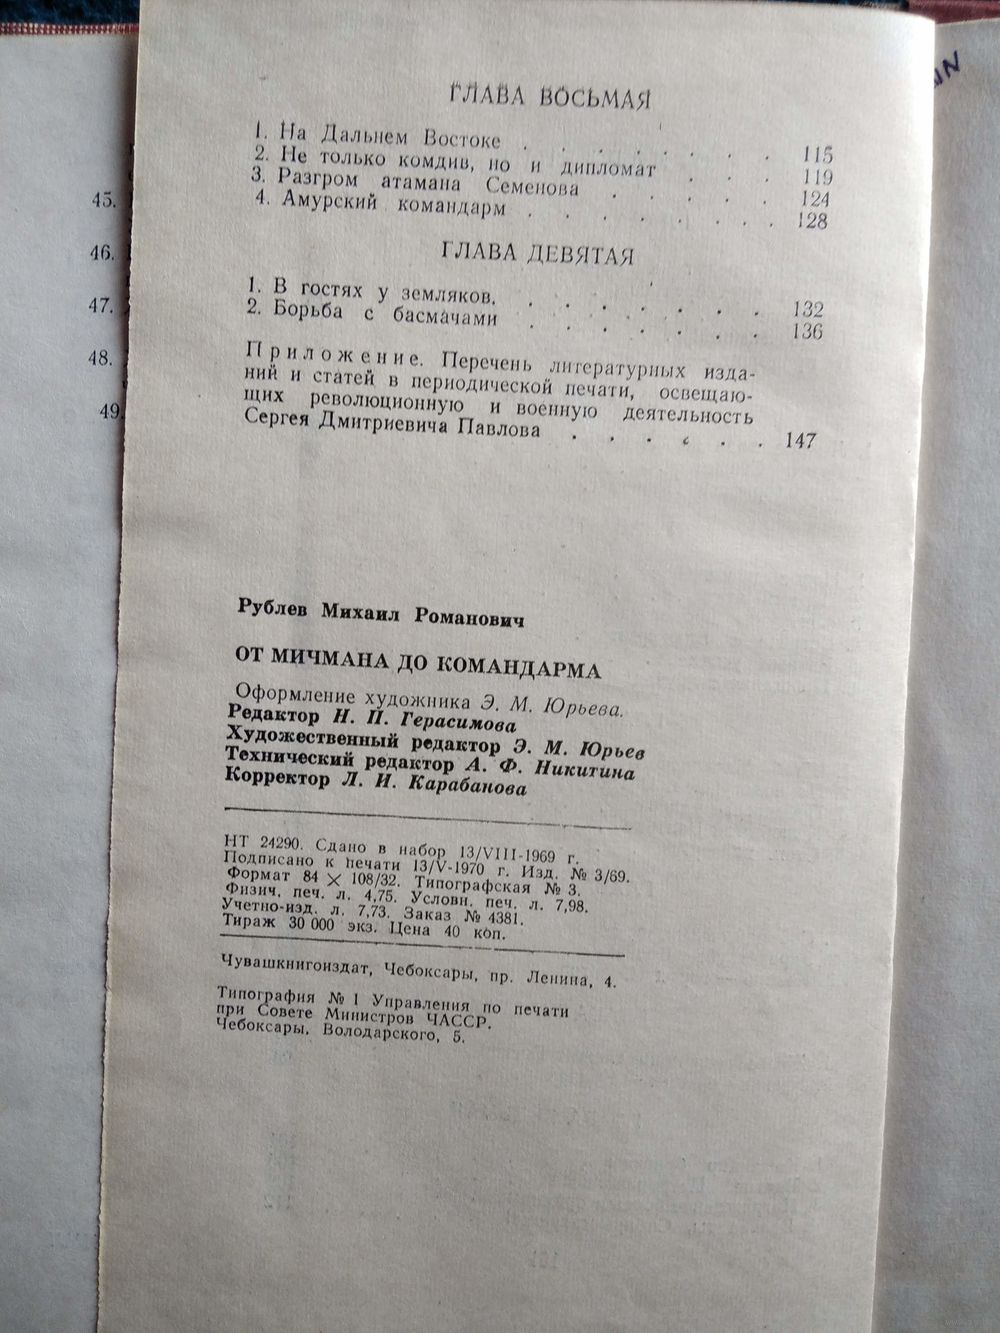 ГЛАВА ВОСЬМАЯ
1. На Дальнем Востоке . . . . . . . 115
2. Не только комдив, но и дипломат . . . 119
3. Разгром атамана Семенова . . . . . 124
4. Амурский командарм . . . . . . . 128
ГЛАВА ДЕВЯТАЯ
1. В гостях у земляков. . . . . . . . 132
2. Борьба с басмачами . . . . . . . 136
Приложение. Перечень литературных изда-
ний и статей в периодической печати, освещаю-
щих революционную и военную деятельность
Сергея Дмитриевича Павлова . . . . . . 147
Рублев Михаил Романович
ОТ МИЧМАНА ДО КОМАНДАРМА
Оформление художника Э. М. Юрьева.
Редактор Н. П. Герасимова
Художественный редактор Э. М. Юрьев
Технический редактор А. Ф. Никитина
Корректор Л. И. Карабанова
НТ 24290. Сдано в набор 13/VIII-1969 г.
Подписано к печати 13/V-1970 г. Изд. № 3/69.
Формат 84 × 108/32. Типографская № 3.
Физич. печ. л. 4,75. Условн. печ. л. 7,98.
Учетно-изд. л. 7,73. Заказ № 4381.
Тираж 30 000 экз. Цена 40 коп.
Чувашкнигоиздат, Чебоксары, пр. Ленина, 4.
Типография № 1 Управления по печати
при Совете Министров ЧАССР.
Чебоксары, Володарского, 5.
45.
46.
47.
48.
49.